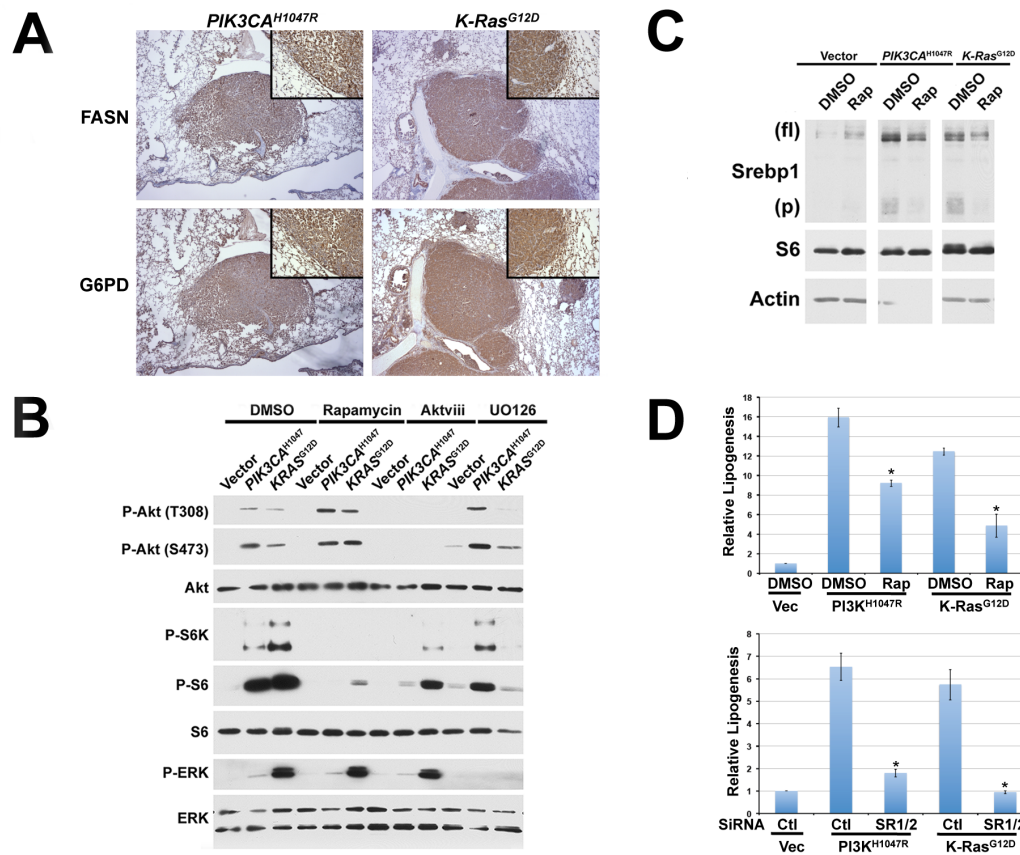 A
PIK3CA^H1047R
K-Ras^G12D
FASN
G6PD
B
DMSO
Rapamycin
Aktviii
UO126
Vector
PIK3CA^H1047
KRAS^G12D
Vector
PIK3CA^H1047
KRAS^G12D
Vector
PIK3CA^H1047
KRAS^G12D
Vector
PIK3CA^H1047
KRAS^G12D
P-Akt (T308)
P-Akt (S473)
Akt
P-S6K
P-S6
S6
P-ERK
ERK
C
Vector
PIK3CA^H1047R
K-Ras^G12D
DMSO
Rap
DMSO
Rap
DMSO
Rap
(fl)
Srebp1
(p)
S6
Actin
D
Relative Lipogenesis
18
16
14
12
10
8
6
4
2
0
*
*
DMSO
DMSO
Rap
DMSO
Rap
Vec
PI3K^H1047R
K-Ras^G12D
Relative Lipogenesis
8
7
6
5
4
3
2
1
0
*
*
SiRNA
Ctl
Ctl
SR1/2
Ctl
SR1/2
Vec
PI3K^H1047R
K-Ras^G12D